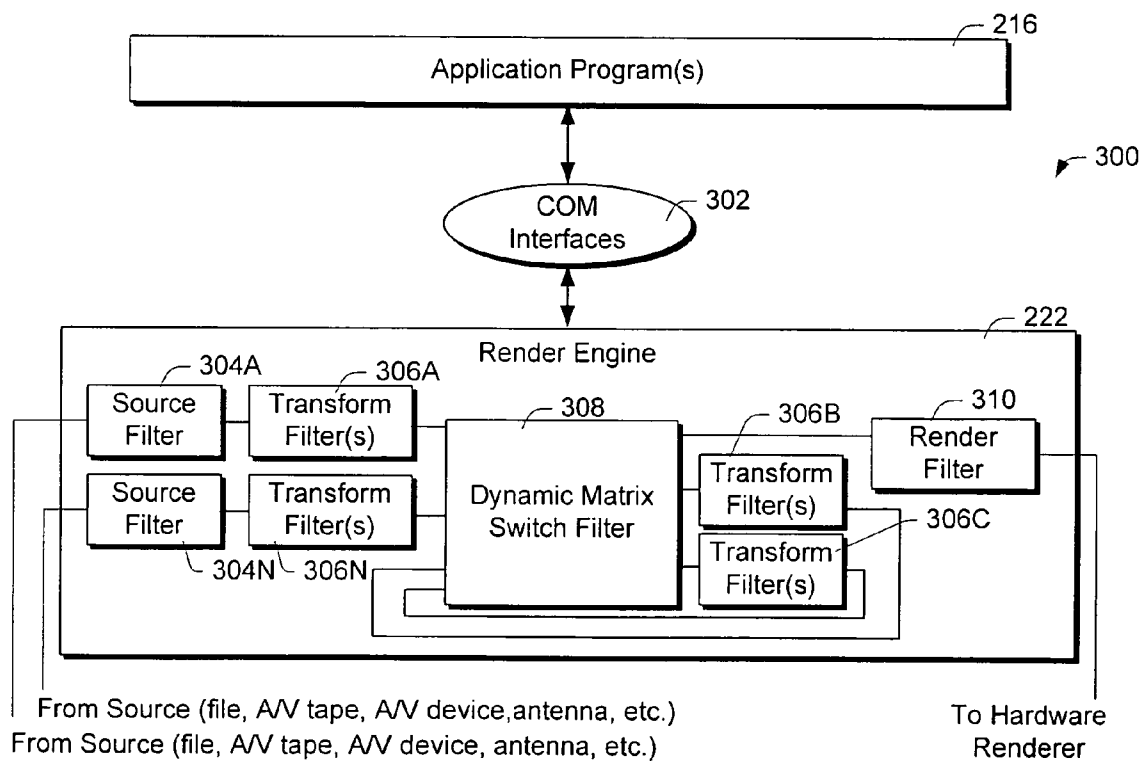 216
Application Program(s)
300
COM
Interfaces
302
222
Render Engine
304A
306A
308
306B
310
Source
Filter
Transform
Filter(s)
Render
Filter
Dynamic Matrix
Switch Filter
Transform
Filter(s)
Source
Filter
Transform
Filter(s)
306C
Transform
Filter(s)
304N
306N
From Source (file, A/V tape, A/V device,antenna, etc.)
From Source (file, A/V tape, A/V device, antenna, etc.)
To Hardware
Renderer